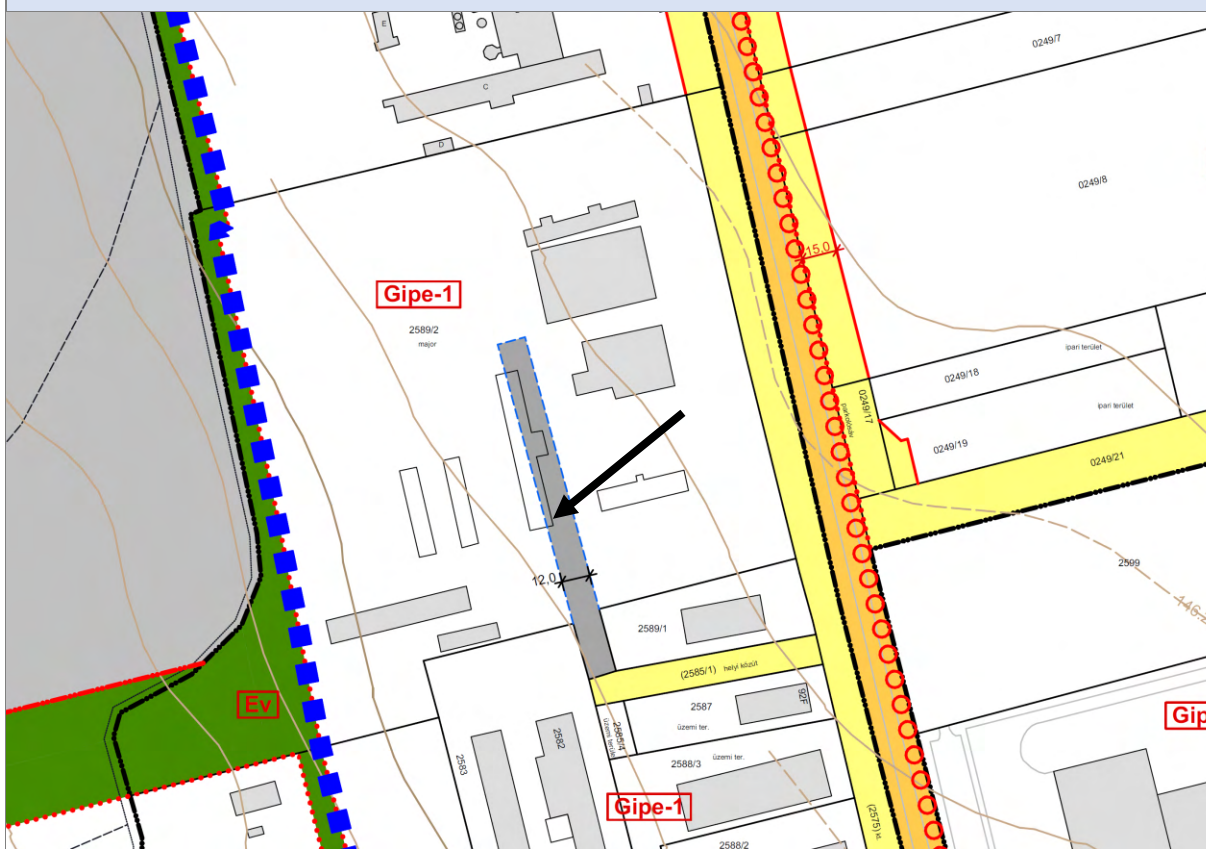 E
C
D
0249/7
0249/8
15.0
Gipe-1
2589/2
major
ipari terület
0249/18
ipari terület
0249/17
parkolósáv
0249/19
0249/21
12,0
2599
2589/1
(2585/1) helyi közút
Ev
2587
92F
üzemi ter.
2585/4
üzemi terület
2583
2582
2588/3
üzemi ter.
Gipe-1
Gip
(2575) kt.
2588/2